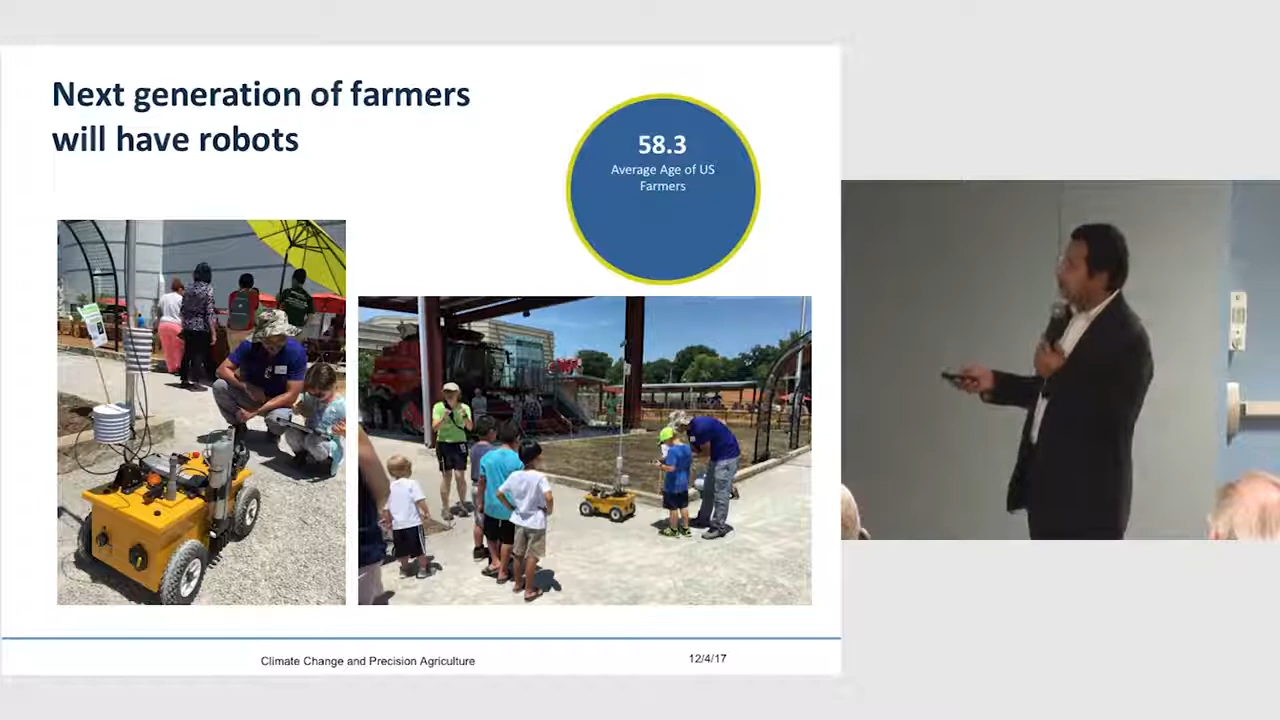 Next generation of farmers
will have robots
58.3
Average Age of US
Farmers
Climate Change and Precision Agriculture
12/4/17